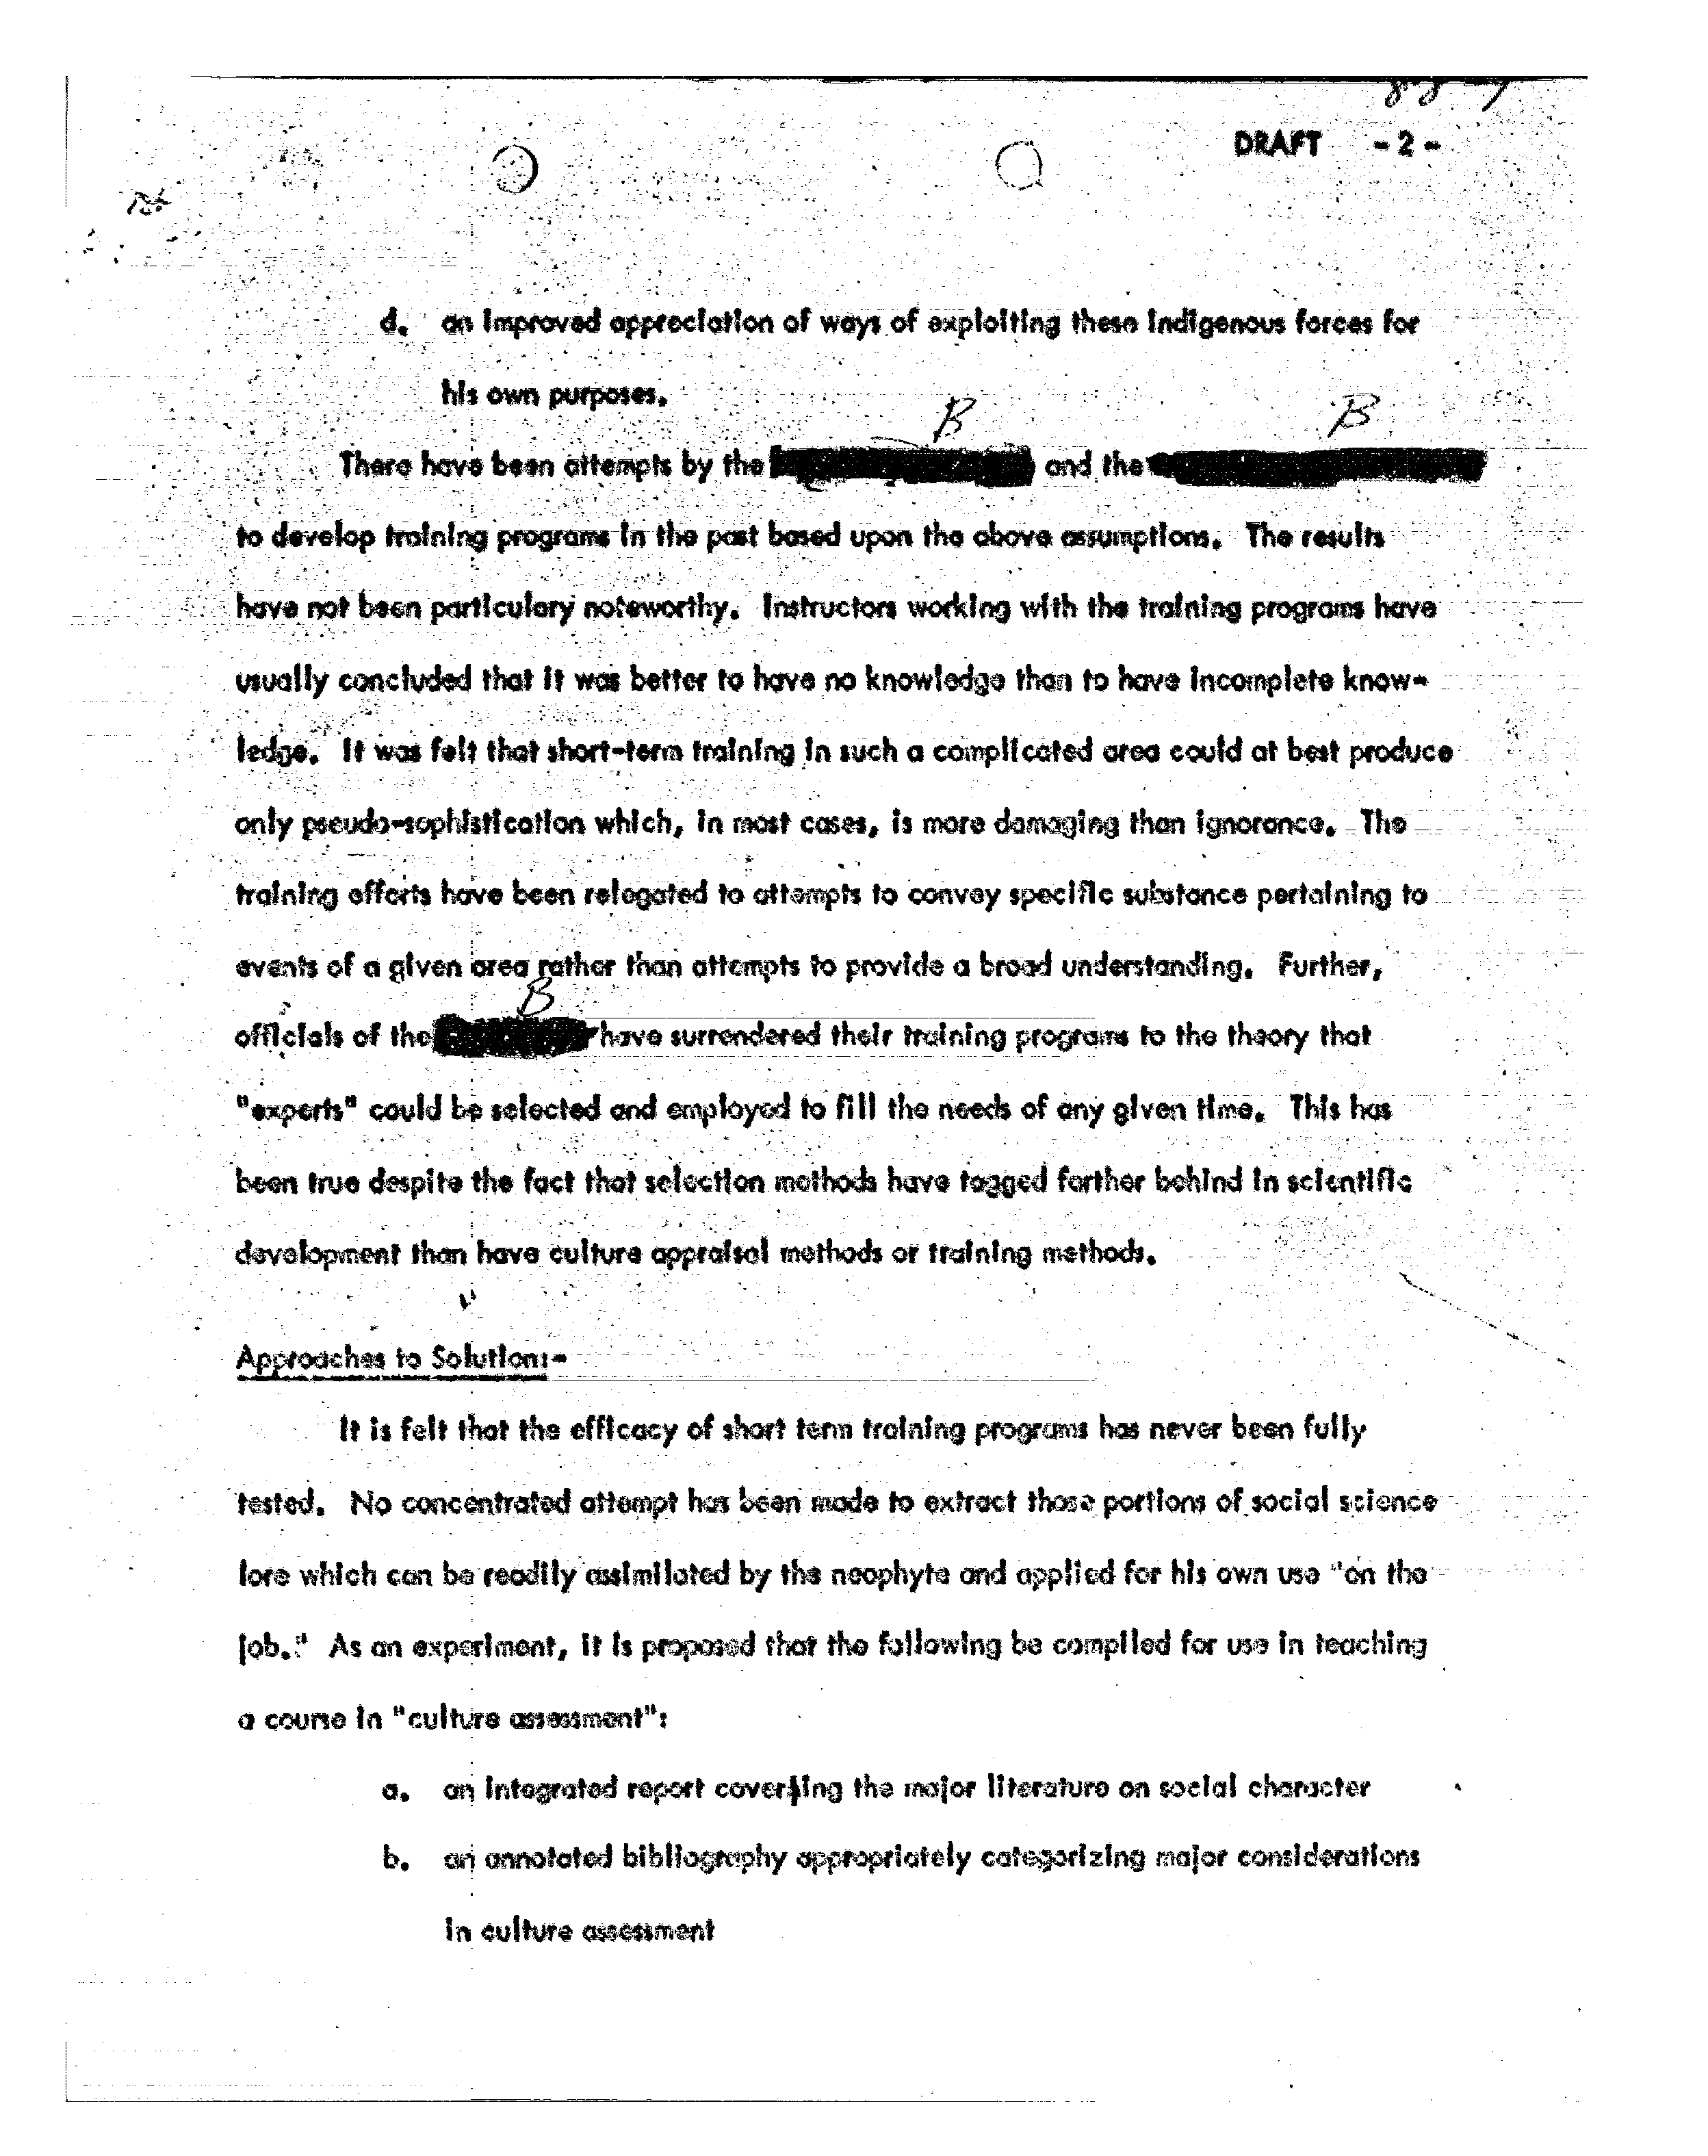 DRAFT - 2 -
d. an improved appreciation of ways of exploiting these indigenous forces for
his own purposes.
B B
There have been attempts by the and the
to develop training programs in the past based upon the above assumptions. The results
have not been particulary noteworthy. Instructors working with the training programs have
usually concluded that it was better to have no knowledge than to have incomplete know-
ledge. It was felt that short-term training in such a complicated area could at best produce
only pseudo-sophistication which, in most cases, is more damaging than ignorance. The
training efforts have been relegated to attempts to convey specific substance pertaining to
events of a given area rather than attempts to provide a broad understanding. Further,
B
officials of the have surrendered their training programs to the theory that
"experts" could be selected and employed to fill the needs of any given time. This has
been true despite the fact that selection methods have lagged farther behind in scientific
development than have culture appraisal methods or training methods.
Approaches to Solution:-
It is felt that the efficacy of short term training programs has never been fully
tested. No concentrated attempt has been made to extract those portions of social science
lore which can be readily assimilated by the neophyte and applied for his own use "on the
job." As an experiment, it is proposed that the following be compiled for use in teaching
a course in "culture assessment":
a. an integrated report covering the major literature on social character
b. an annotated bibliography appropriately categorizing major considerations
in culture assessment